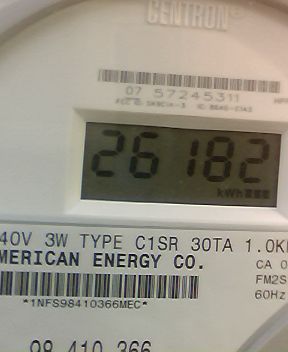 CENTRON®
07 57245311
26182
kWh
40V 3W TYPE C1SR 30TA 1.0K
MERICAN ENERGY CO.
CA 0
FM2S
60Hz
*1NFS98410366MEC*
98 410 366